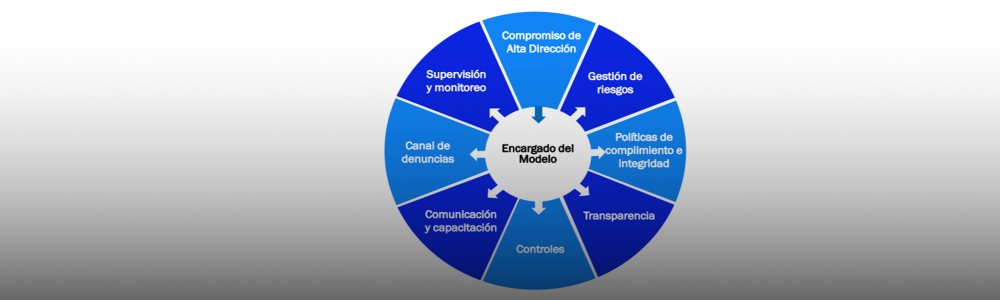 Compromiso de
Alta Dirección
Gestión de
riesgos
Políticas de
complimiento e
integridad
Transparencia
Controles
Comunicación
y capacitación
Canal de
denuncias
Supervisión
y monitoreo
Encargado del
Modelo